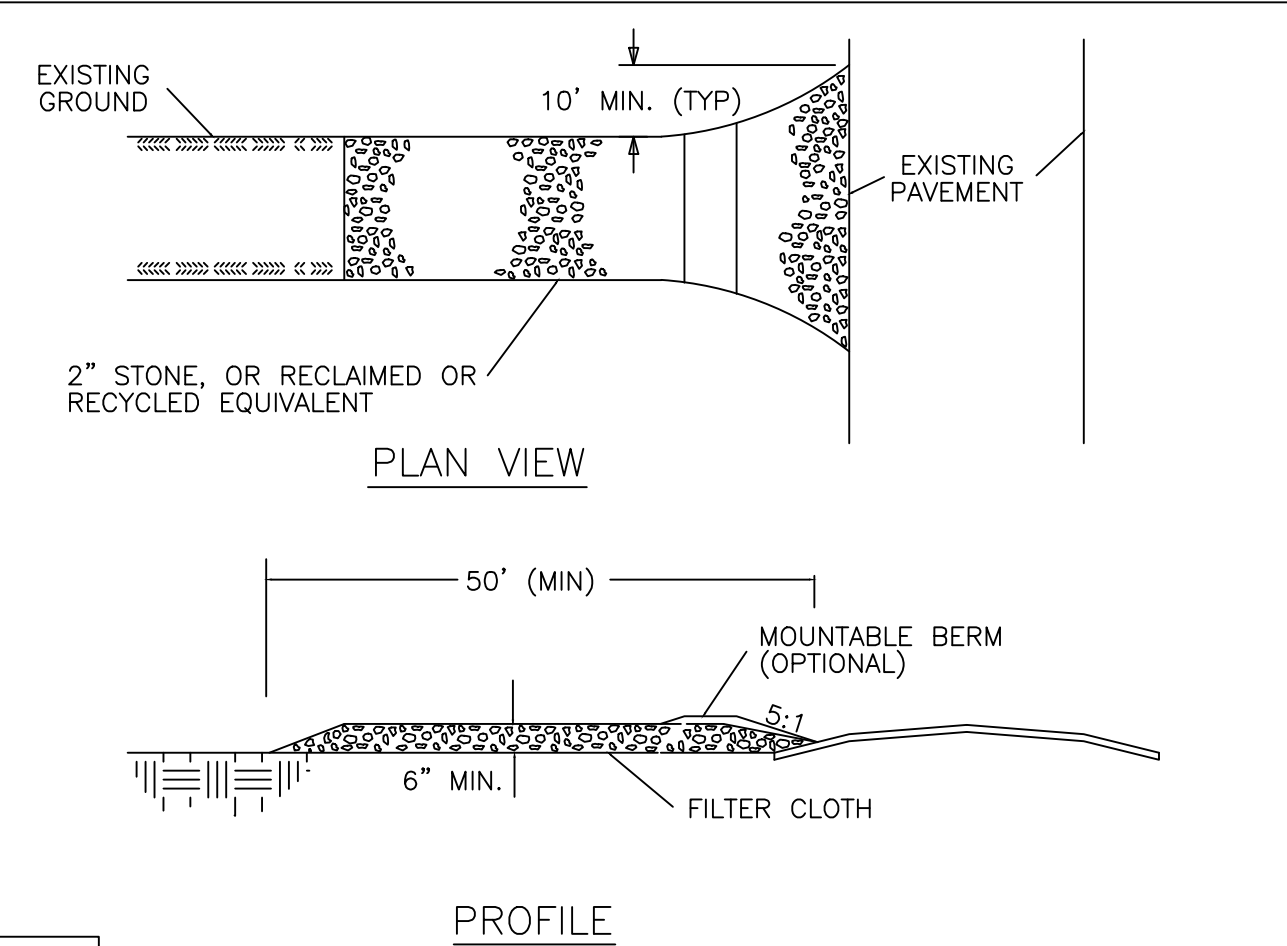 EXISTING
GROUND
10' MIN. (TYP)
EXISTING
PAVEMENT
2" STONE, OR RECLAIMED OR
RECYCLED EQUIVALENT
PLAN VIEW
50' (MIN)
MOUNTABLE BERM
(OPTIONAL)
5:1
6" MIN.
FILTER CLOTH
PROFILE